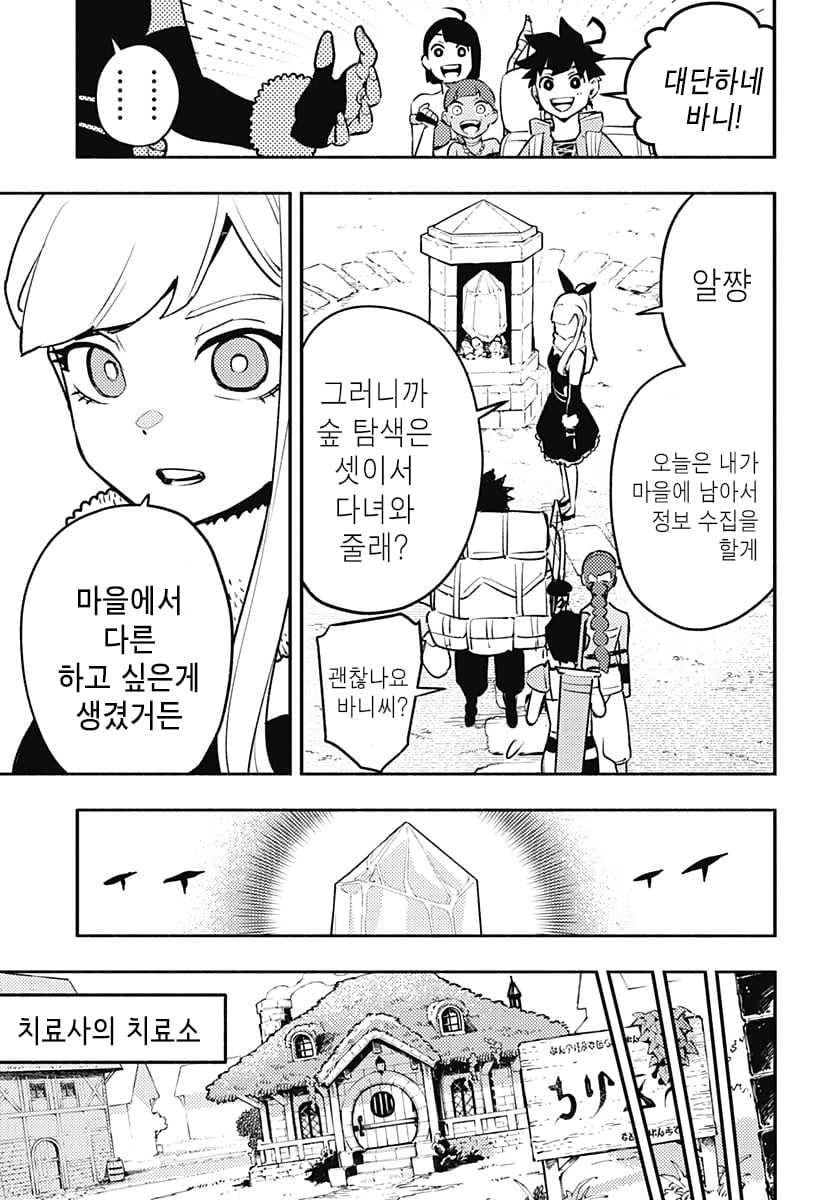 대단하네
바니!
⋮⋮
알쨩
오늘은 내가
마을에 남아서
정보 수집을
할게
그러니까
숲 탐색은
셋이서
다녀와
줄래?
괜찮나요
바니씨?
마을에서
다른
하고 싶은게
생겼거든
치료사의 치료소